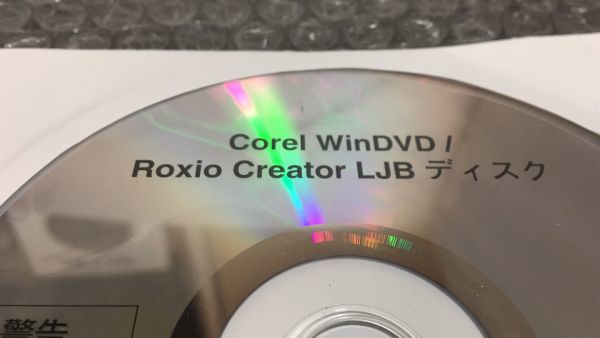 Corel WinDVD /
Roxio Creator LJB ディスク
警告